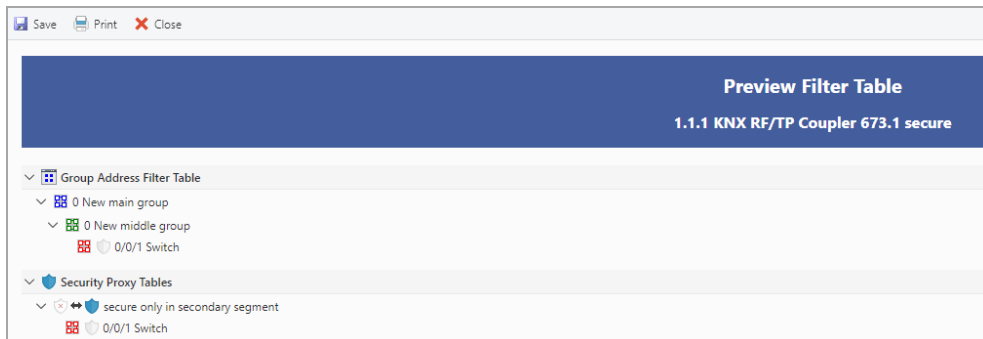 Save Print Close
Preview Filter Table
1.1.1 KNX RF/TP Coupler 673.1 secure
Group Address Filter Table
0 New main group
0 New middle group
0/0/1 Switch
Security Proxy Tables
secure only in secondary segment
0/0/1 Switch